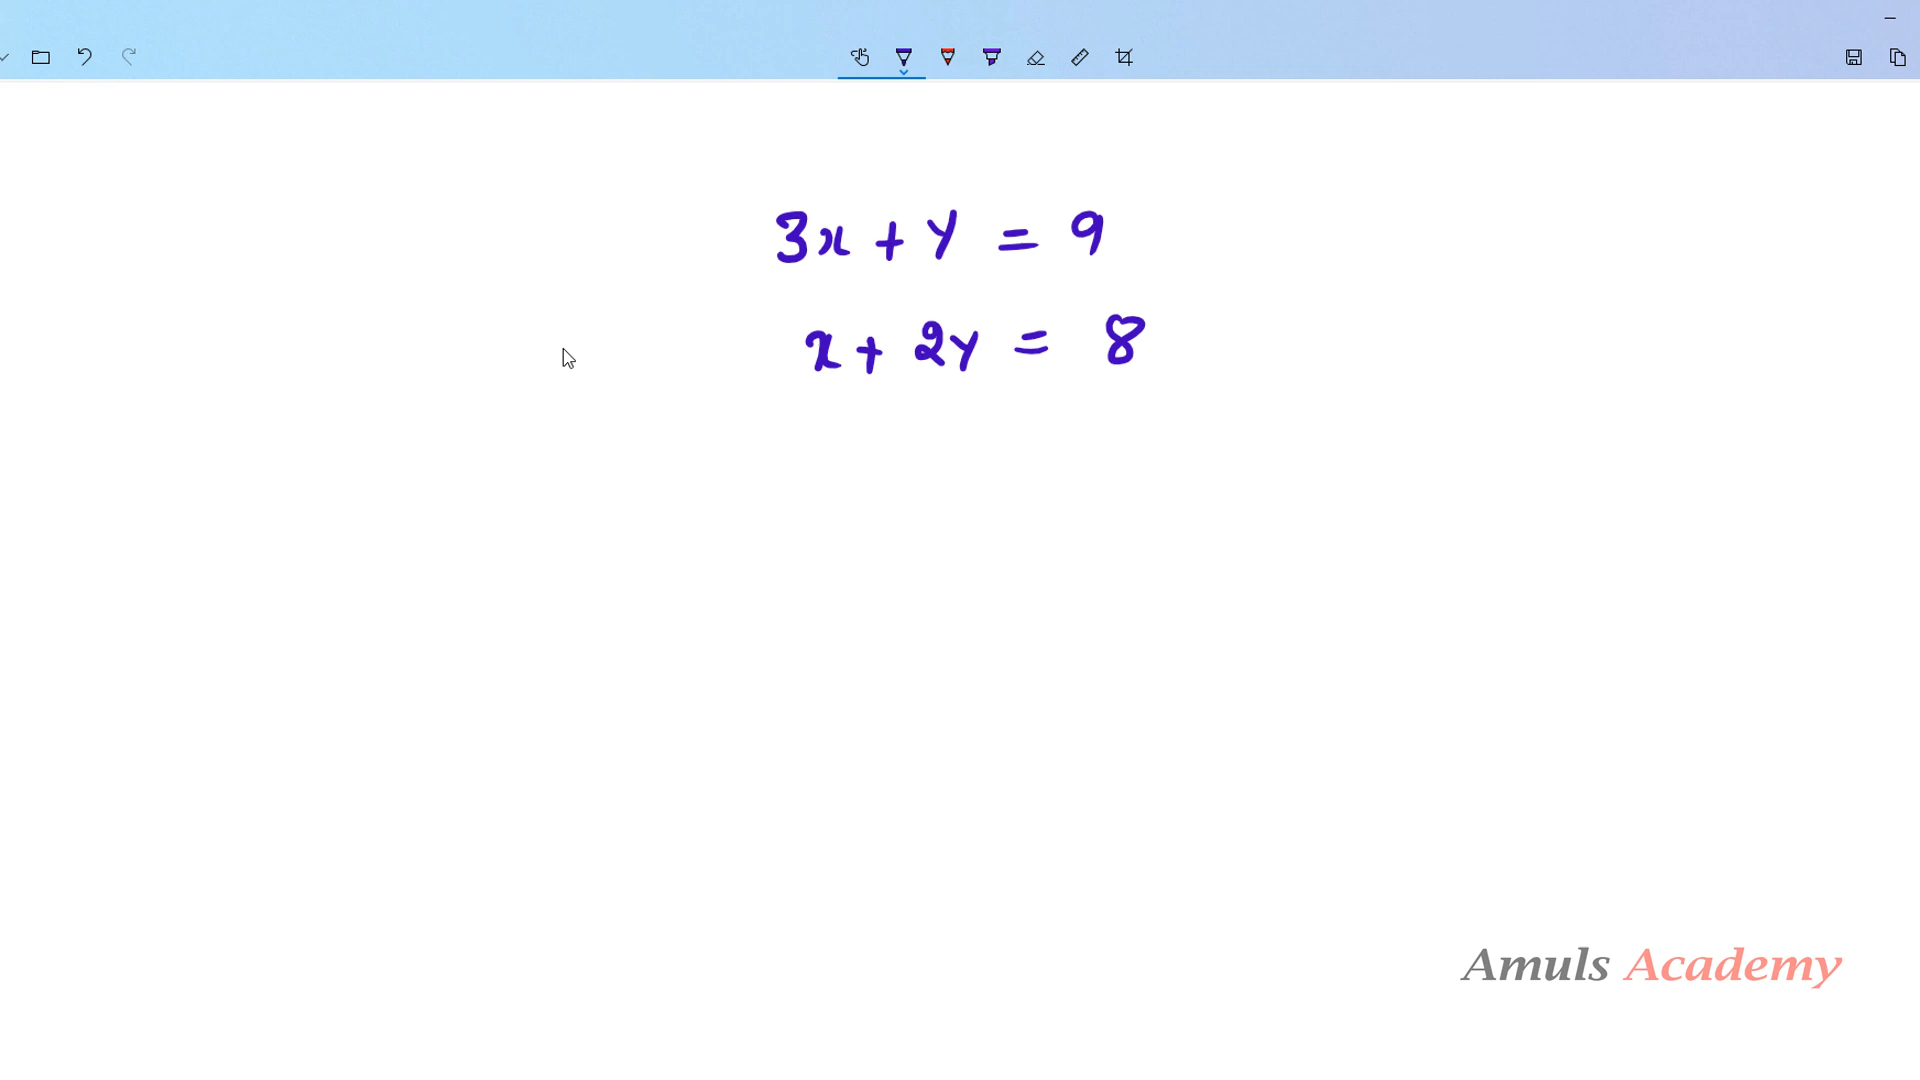 3x + y = 9
x + 2y = 8
Amuls Academy